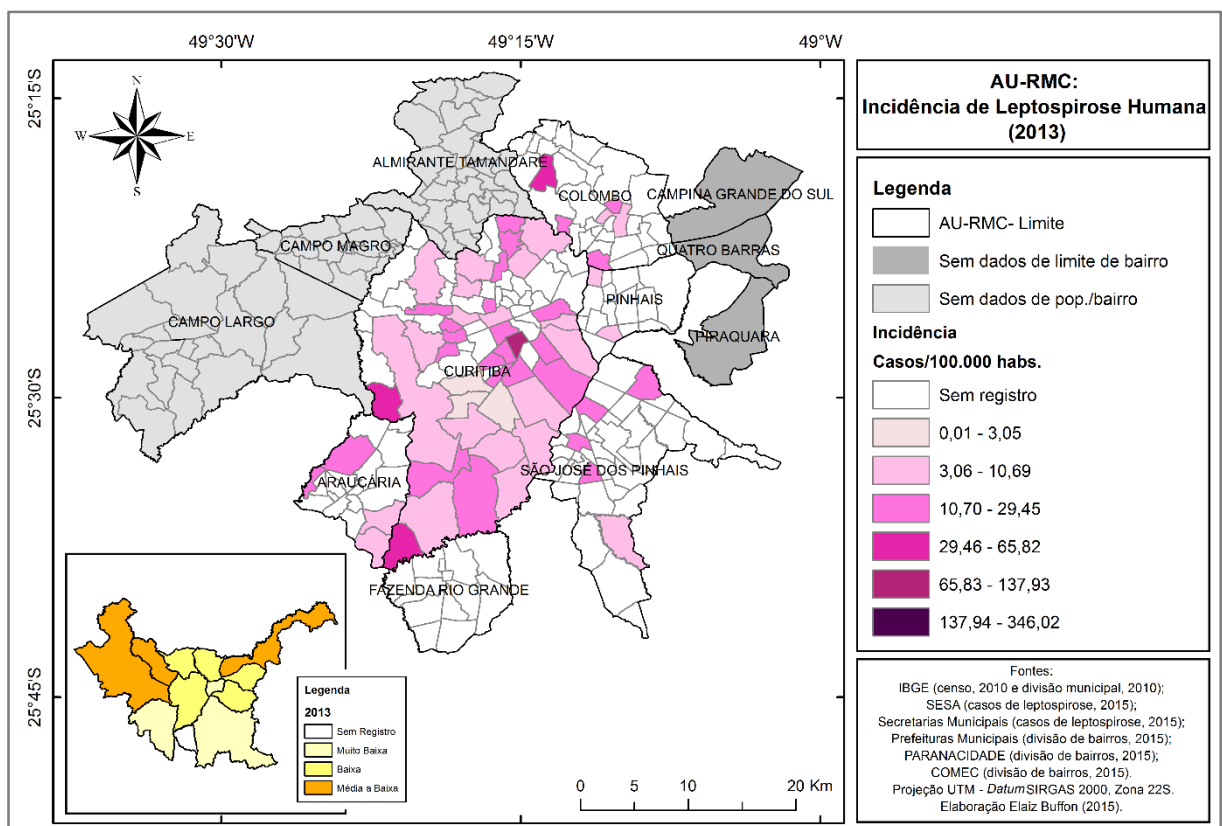 49°30'W
49°15'W
49°W
25°15'S
25°30'S
25°45'S
N
W
E
S
ALMIRANTE TAMANDARÉ
COLOMBO
CAMPINA GRANDE DO SUL
CAMPO MAGRO
QUATRO BARRAS
PINHAIS
CAMPO LARGO
PIRAQUARA
CURITIBA
SÃO JOSÉ DOS PINHAIS
ARAUCÁRIA
FAZENDA RIO GRANDE
Legenda
2013
Sem Registro
Muito Baixa
Baixa
Média a Baixa
0 5 10 20 Km
AU-RMC:
Incidência de Leptospirose Humana
(2013)
Legenda
AU-RMC- Limite
Sem dados de limite de bairro
Sem dados de pop./bairro
Incidência
Casos/100.000 habs.
Sem registro
0,01 - 3,05
3,06 - 10,69
10,70 - 29,45
29,46 - 65,82
65,83 - 137,93
137,94 - 346,02
Fontes:
IBGE (censo, 2010 e divisão municipal, 2010);
SESA (casos de leptospirose, 2015);
Secretarias Municipais (casos de leptospirose, 2015);
Prefeituras Municipais (divisão de bairros, 2015);
PARANACIDADE (divisão de bairros, 2015);
COMEC (divisão de bairros, 2015).
Projeção UTM - Datum SIRGAS 2000, Zona 22S.
Elaboração Elaiz Buffon (2015).